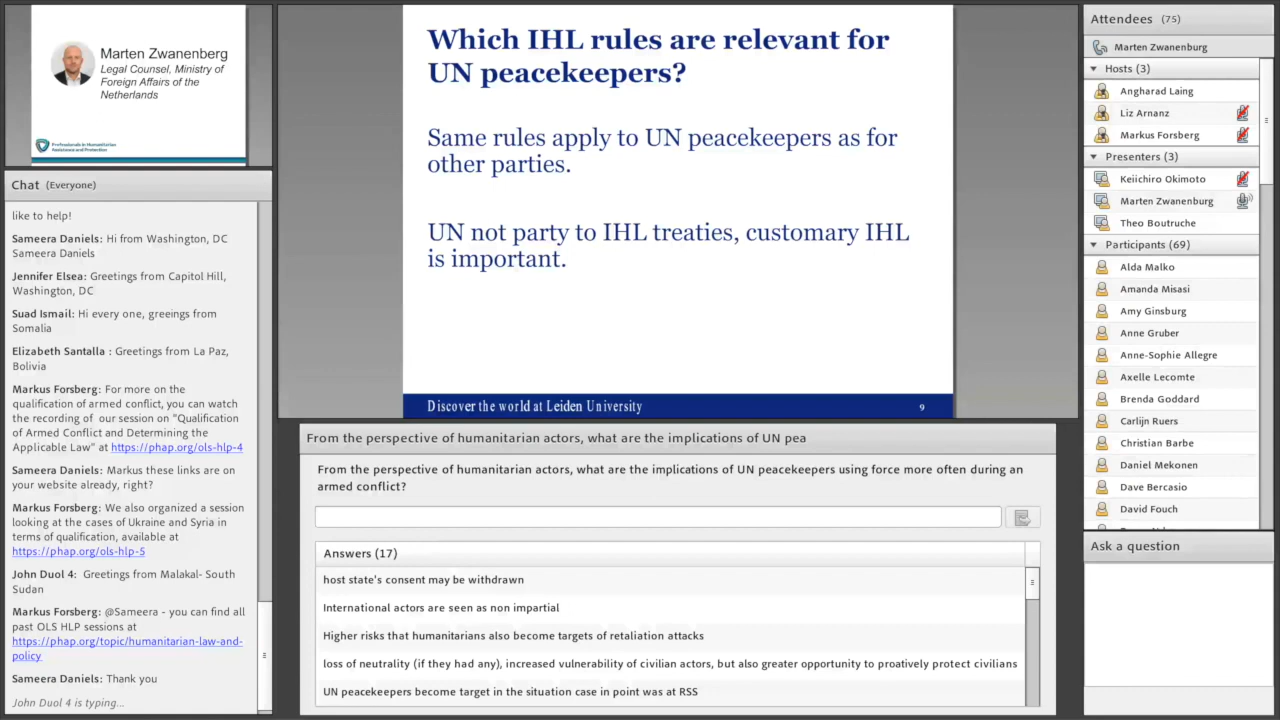 Marten Zwanenberg
Legal Counsel, Ministry of
Foreign Affairs of the
Netherlands
Professionals in Humanitarian
Assistance and Protection
Chat (Everyone)
like to help!
Sameera Daniels: Hi from Washington, DC
Sameera Daniels
Jennifer Elsea: Greetings from Capitol Hill,
Washington, DC
Suad Ismail: Hi every one, greeings from
Somalia
Elizabeth Santalla : Greetings from La Paz,
Bolivia
Markus Forsberg: For more on the
qualification of armed conflict, you can watch
the recording of our session on "Qualification
of Armed Conflict and Determining the
Applicable Law" at https://phap.org/ols-hlp-4
Sameera Daniels: Markus these links are on
your website already, right?
Markus Forsberg: We also organized a session
looking at the cases of Ukraine and Syria in
terms of qualification, available at
https://phap.org/ols-hlp-5
John Duol 4: Greetings from Malakal- South
Sudan
Markus Forsberg: @Sameera - you can find all
past OLS HLP sessions at
https://phap.org/topic/humanitarian-law-and-
policy
Sameera Daniels: Thank you
John Duol 4 is typing...
Which IHL rules are relevant for
UN peacekeepers?
Same rules apply to UN peacekeepers as for
other parties.
UN not party to IHL treaties, customary IHL
is important.
Discover the world at Leiden University
9
From the perspective of humanitarian actors, what are the implications of UN pea
From the perspective of humanitarian actors, what are the implications of UN peacekeepers using force more often during an
armed conflict?
Answers (17)
host state's consent may be withdrawn
International actors are seen as non impartial
Higher risks that humanitarians also become targets of retaliation attacks
loss of neutrality (if they had any), increased vulnerability of civilian actors, but also greater opportunity to proatively protect civilians
UN peacekeepers become target in the situation case in point was at RSS
Attendees (75)
Marten Zwanenburg
Hosts (3)
Angharad Laing
Liz Arnanz
Markus Forsberg
Presenters (3)
Keiichiro Okimoto
Marten Zwanenburg
Theo Boutruche
Participants (69)
Alda Malko
Amanda Misasi
Amy Ginsburg
Anne Gruber
Anne-Sophie Allegre
Axelle Lecomte
Brenda Goddard
Carlijn Ruers
Christian Barbe
Daniel Mekonen
Dave Bercasio
David Fouch
Ask a question